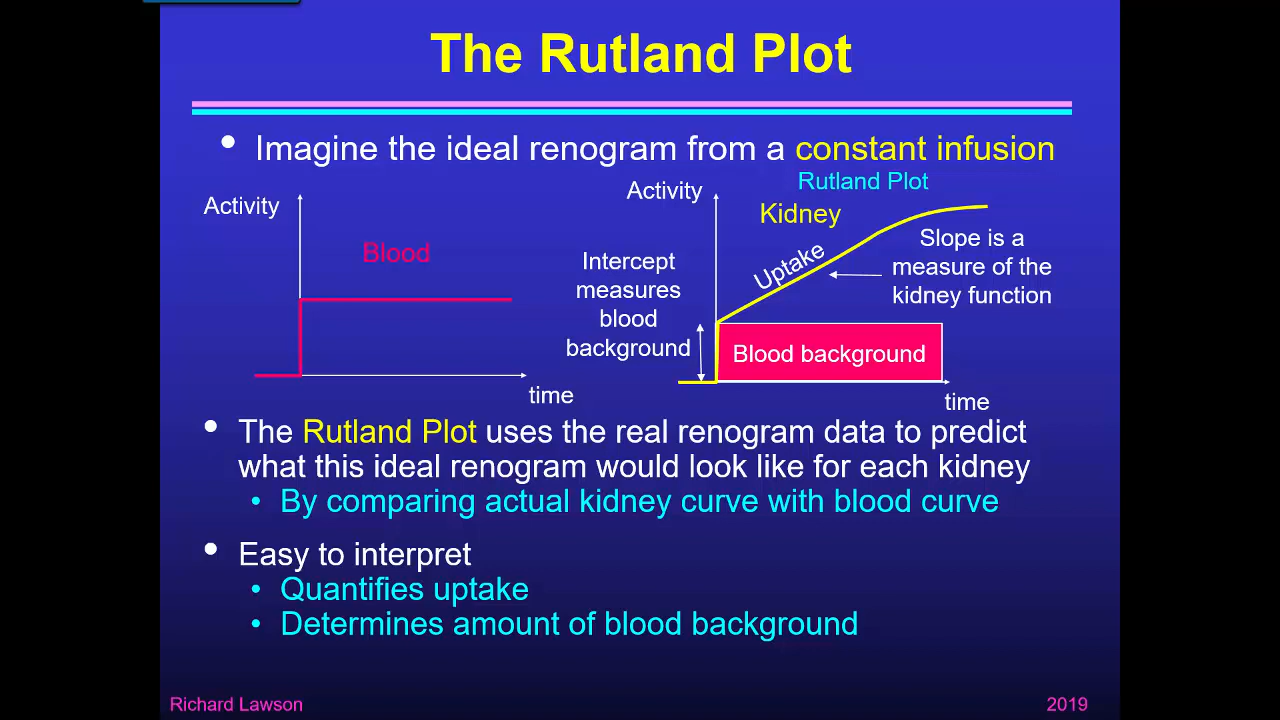 The Rutland Plot
• Imagine the ideal renogram from a constant infusion
Activity
Blood
time
Activity
Rutland Plot
Kidney
Uptake
Slope is a
measure of the
kidney function
Intercept
measures
blood
background
Blood background
time
• The Rutland Plot uses the real renogram data to predict
what this ideal renogram would look like for each kidney
• By comparing actual kidney curve with blood curve
• Easy to interpret
• Quantifies uptake
• Determines amount of blood background
Richard Lawson
2019